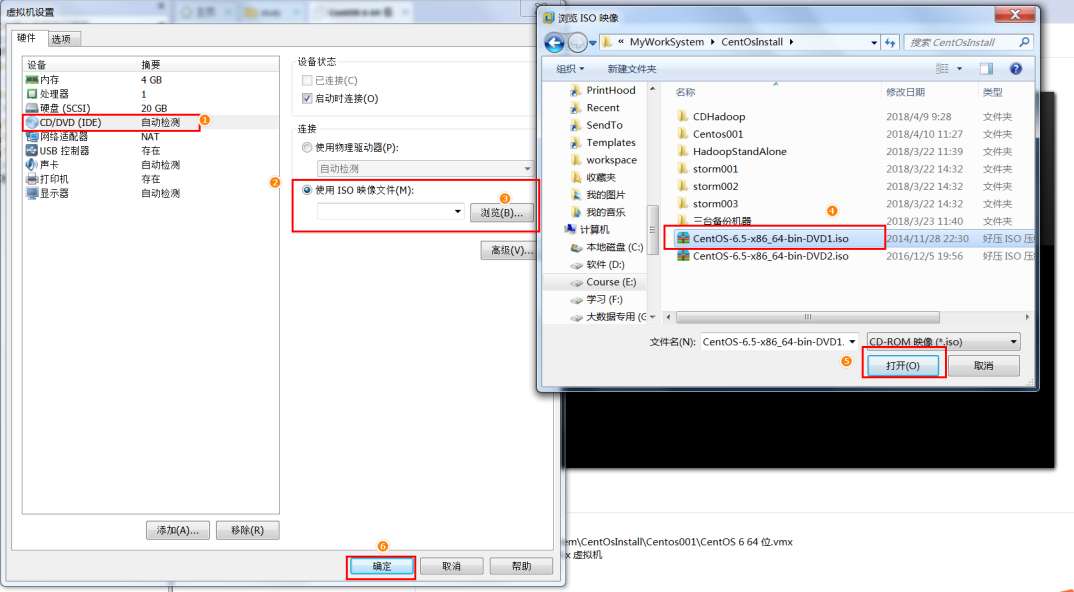 虚拟机设置
硬件 选项
设备 摘要
内存 4 GB
处理器 1
硬盘 (SCSI) 20 GB
CD/DVD (IDE) 自动检测 1
网络适配器 NAT
USB 控制器 存在
声卡 自动检测
打印机 存在
显示器 自动检测
添加(A)... 移除(R)
设备状态
已连接(C)
启动时连接(O)
连接
使用物理驱动器(P):
自动检测
2
使用 ISO 映像文件(M):
3
浏览(B)...
高级(V)...
6
确定 取消 帮助
浏览 ISO 映像
« MyWorkSystem CentOsInstall
搜索 CentOsInstall
组织 新建文件夹
PrintHood
Recent
SendTo
Templates
workspace
收藏夹
我的图片
我的音乐
计算机
本地磁盘 (C:)
软件 (D:)
Course (E:)
学习 (F:)
大数据专用 (G
名称 修改日期 类型
CDHadoop 2018/4/9 9:28 文件夹
Centos001 2018/4/10 11:27 文件夹
HadoopStandAlone 2018/3/22 11:39 文件夹
storm001 2018/3/22 14:32 文件夹
storm002 2018/3/22 14:32 文件夹
storm003 2018/3/22 14:32 文件夹
三台备份机器 2018/3/23 11:40 文件夹
4
CentOS-6.5-x86_64-bin-DVD1.iso 2014/11/28 22:30 好压 ISO 压
CentOS-6.5-x86_64-bin-DVD2.iso 2016/12/5 19:56 好压 ISO 压
文件名(N): CentOS-6.5-x86_64-bin-DVD1. CD-ROM 映像 (*.iso)
5
打开(O) 取消
em\CentOsInstall\Centos001\CentOS 6 64 位.vmx
x 虚拟机